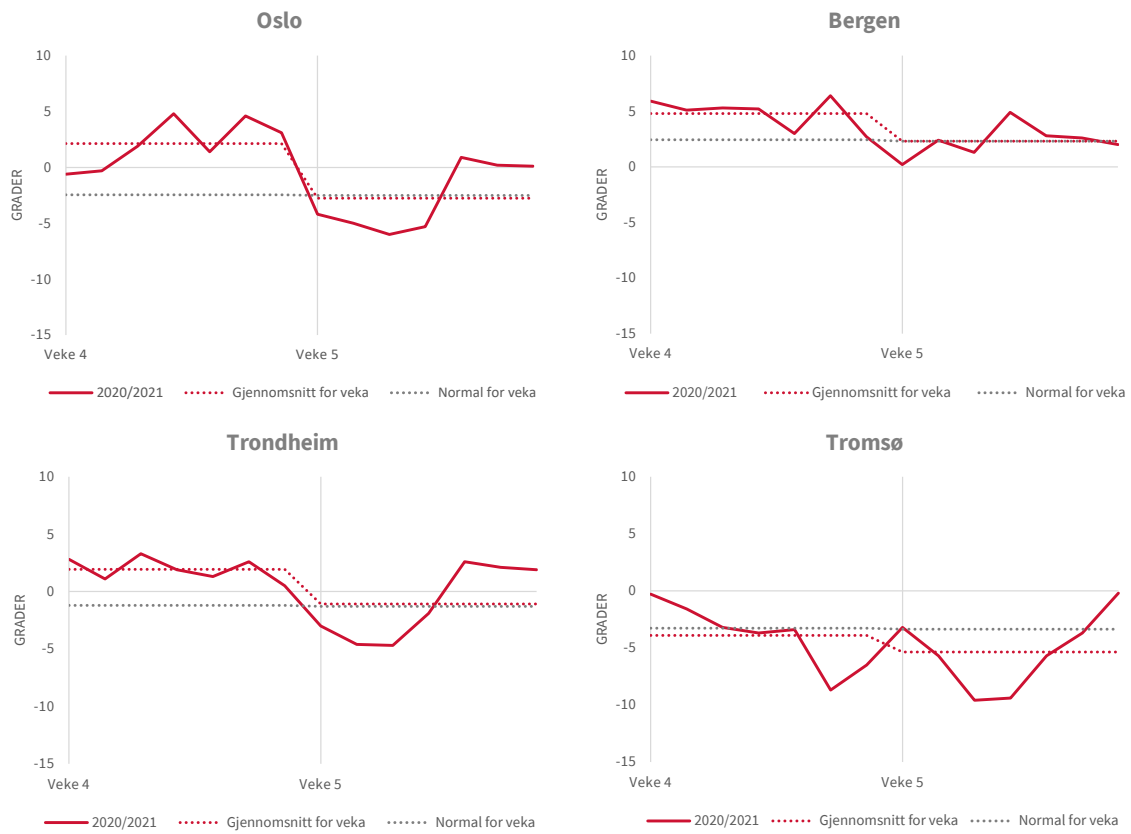 Oslo
10
5
0
-5
-10
-15
GRADER
Veke 4
Veke 5
2020/2021
Gjennomsnitt for veka
Normal for veka
Bergen
10
5
0
-5
-10
-15
GRADER
Veke 4
Veke 5
2020/2021
Gjennomsnitt for veka
Normal for veka
Trondheim
10
5
0
-5
-10
-15
GRADER
Veke 4
Veke 5
2020/2021
Gjennomsnitt for veka
Normal for veka
Tromsø
10
5
0
-5
-10
-15
GRADER
Veke 4
Veke 5
2020/2021
Gjennomsnitt for veka
Normal for veka